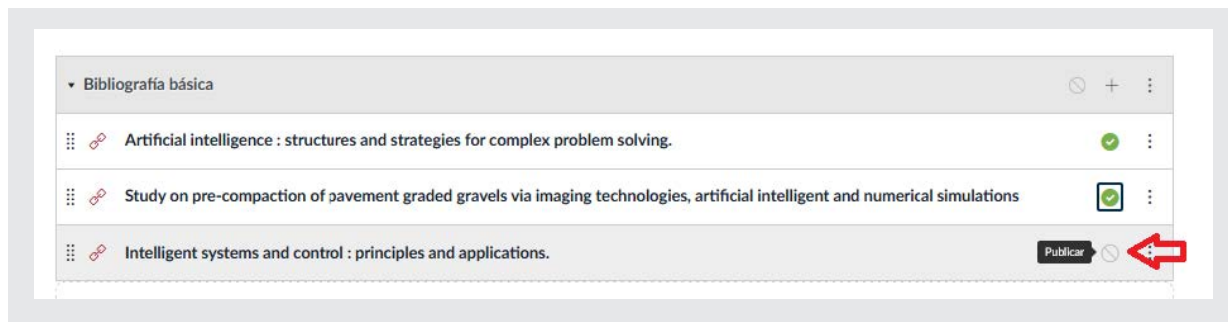 Bibliografía básica
Artificial intelligence : structures and strategies for complex problem solving.
Study on pre-compaction of pavement graded gravels via imaging technologies, artificial intelligent and numerical simulations
Intelligent systems and control : principles and applications.
Publicar